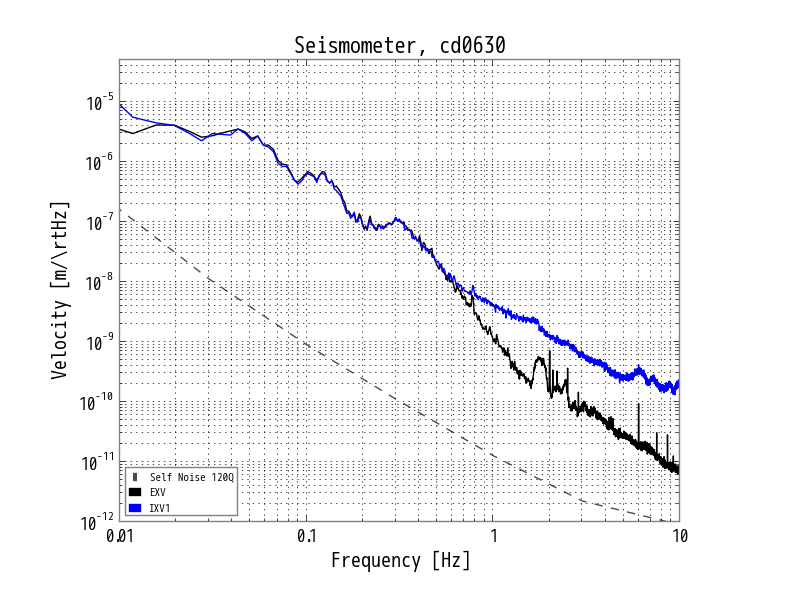 Seismometer, cd0630
Velocity [m/\rtHz]
10^-5
10^-6
10^-7
10^-8
10^-9
10^-10
10^-11
10^-12
Self Noise 120Q
EXV
IXV1
0.01 0.1 1 10
Frequency [Hz]